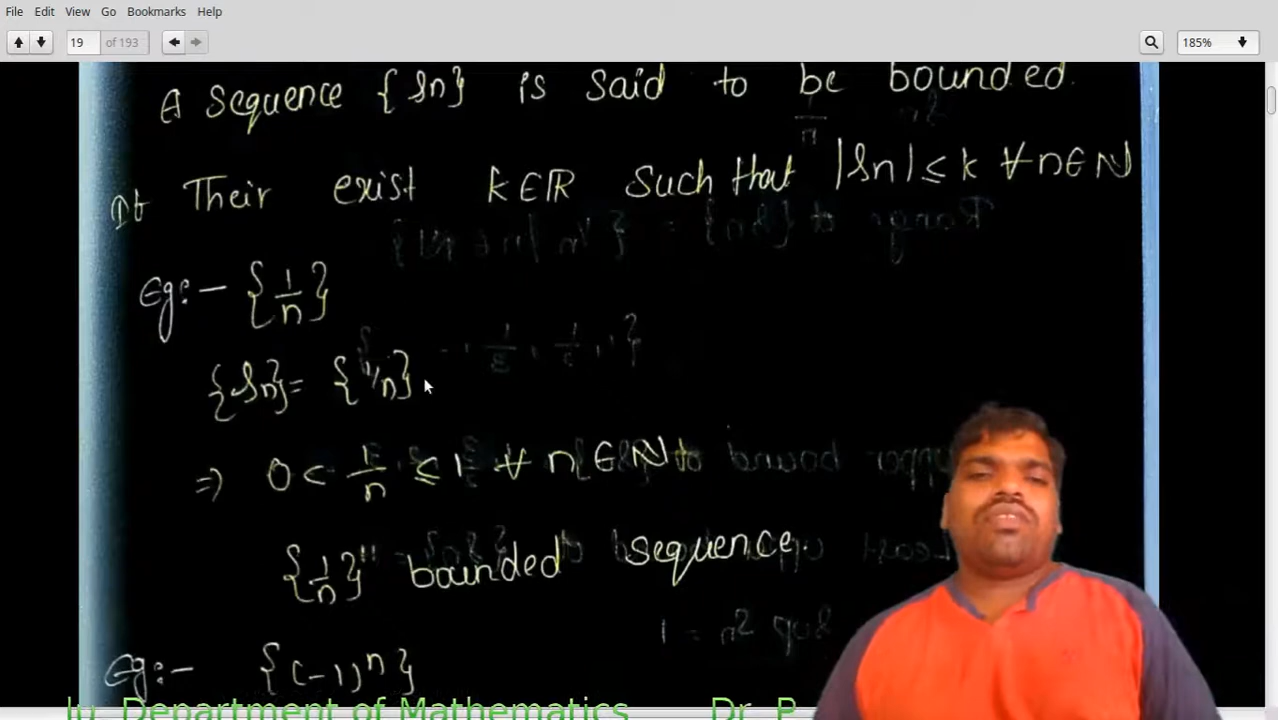 File Edit View Go Bookmarks Help
19 of 193 185%
A sequence {Sn} is said to be bounded.
If Their exist k∈ℝ Such that |Sn| ≤ k ∀ n∈ℕ
Eg:- {1/n}
{Sn} = {1/n}
⇒ 0 < 1/n ≤ 1 ∀ n ∈ ℕ
{1/n} bounded sequence.
Eg:- {(-1)^n}
Department of Mathematics Dr. P